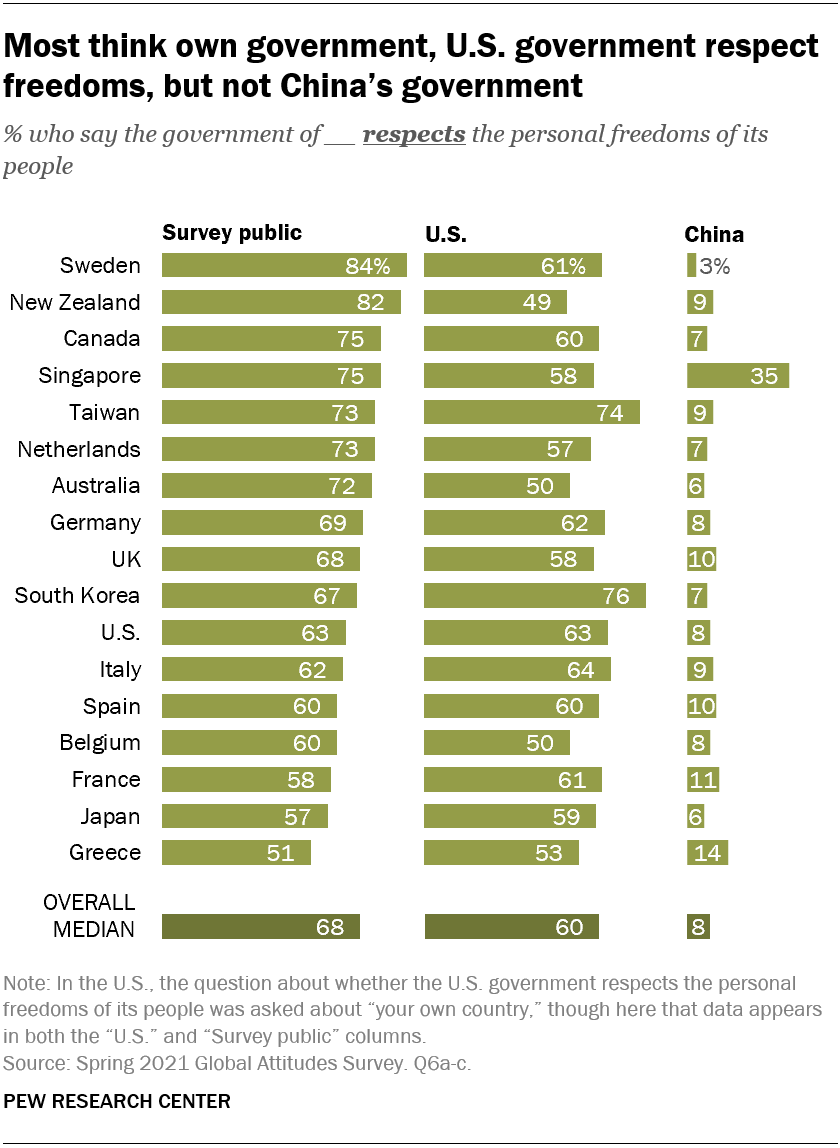 Most think own government, U.S. government respect
freedoms, but not China’s government
% who say the government of __ respects the personal freedoms of its
people
Survey public U.S. China
Sweden 84% 61% 3%
New Zealand 82 49 9
Canada 75 60 7
Singapore 75 58 35
Taiwan 73 74 9
Netherlands 73 57 7
Australia 72 50 6
Germany 69 62 8
UK 68 58 10
South Korea 67 76 7
U.S. 63 63 8
Italy 62 64 9
Spain 60 60 10
Belgium 60 50 8
France 58 61 11
Japan 57 59 6
Greece 51 53 14
OVERALL
MEDIAN 68 60 8
Note: In the U.S., the question about whether the U.S. government respects the personal
freedoms of its people was asked about “your own country,” though here that data appears
in both the “U.S.” and “Survey public” columns.
Source: Spring 2021 Global Attitudes Survey. Q6a-c.
PEW RESEARCH CENTER